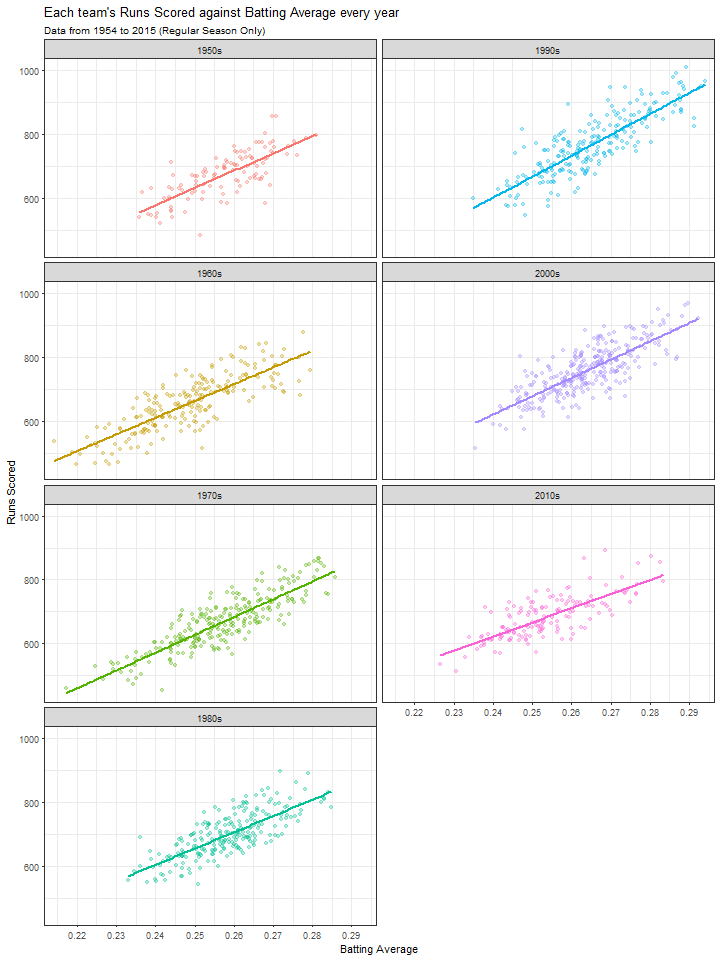 Each team's Runs Scored against Batting Average every year
Data from 1954 to 2015 (Regular Season Only)
1950s
1990s
1000
800
600
1960s
2000s
1000
800
600
Runs Scored
1970s
2010s
1000
800
600
0.22 0.23 0.24 0.25 0.26 0.27 0.28 0.29
1980s
1000
800
600
0.22 0.23 0.24 0.25 0.26 0.27 0.28 0.29
Batting Average